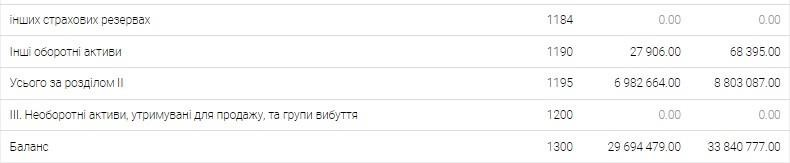 інших страхових резервах 1184 0.00 0.00
Інші оборотні активи 1190 27 906.00 68 395.00
Усього за розділом II 1195 6 982 664.00 8 803 087.00
III. Необоротні активи, утримувані для продажу, та групи вибуття 1200 0.00 0.00
Баланс 1300 29 694 479.00 33 840 777.00